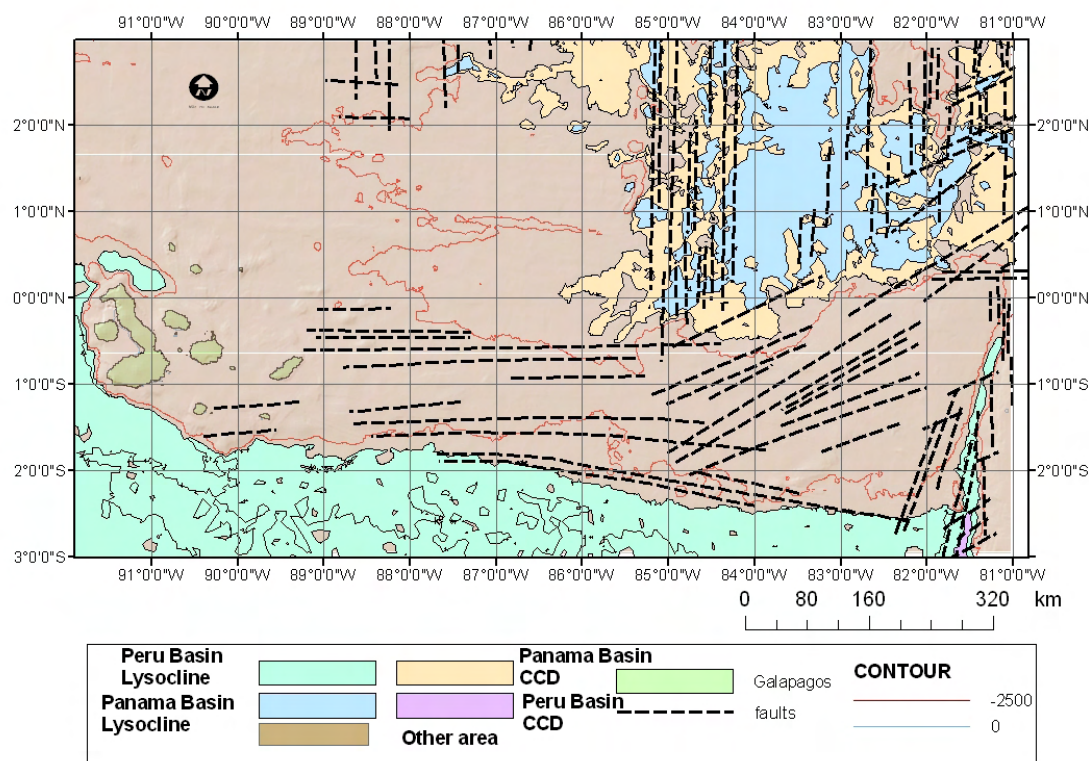 91°0'0"W 90°0'0"W 89°0'0"W 88°0'0"W 87°0'0"W 86°0'0"W 85°0'0"W 84°0'0"W 83°0'0"W 82°0'0"W 81°0'0"W
2°0'0"N 2°0'0"N
1°0'0"N 1°0'0"N
0°0'0"N 0°0'0"N
1°0'0"S 1°0'0"S
2°0'0"S 2°0'0"S
3°0'0"S 3°0'0"S
91°0'0"W 90°0'0"W 89°0'0"W 88°0'0"W 87°0'0"W 86°0'0"W 85°0'0"W 84°0'0"W 83°0'0"W 82°0'0"W 81°0'0"W
0 80 160 320 km
Peru Basin Panama Basin CONTOUR
Lysocline CCD Galapagos -2500
Panama Basin Peru Basin faults 0
Lysocline CCD
Other area